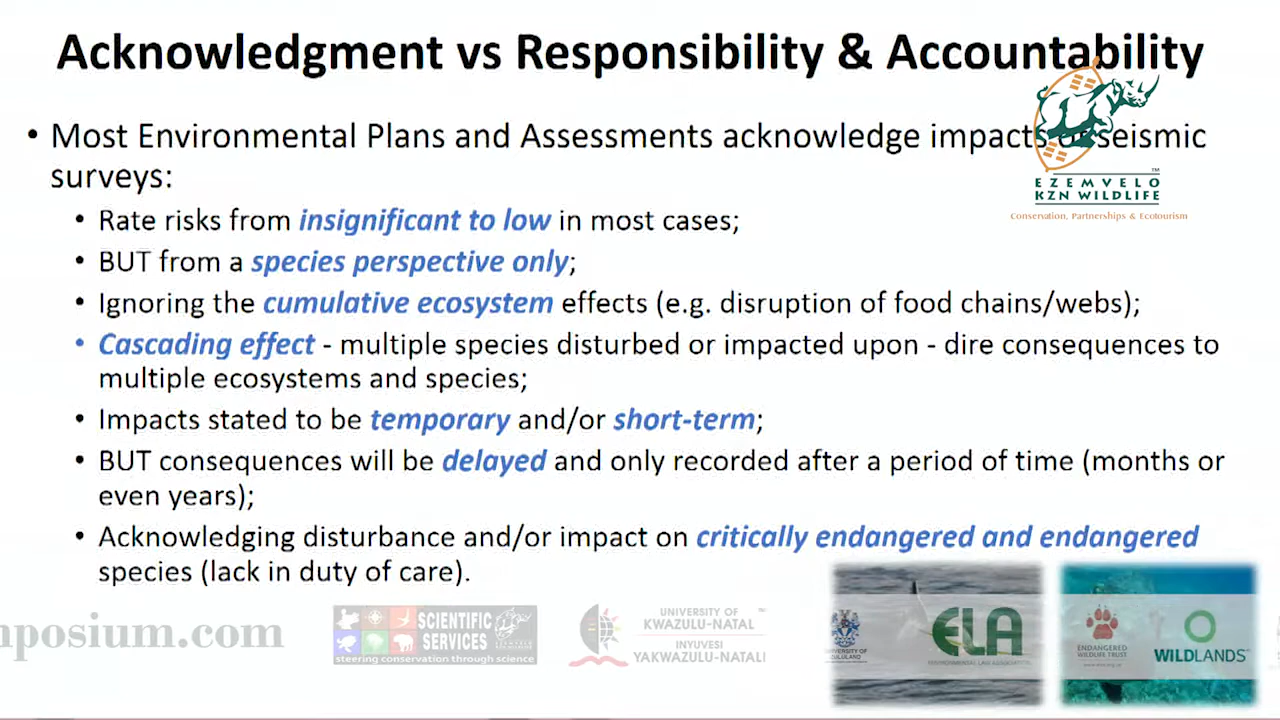 Acknowledgment vs Responsibility & Accountability
• Most Environmental Plans and Assessments acknowledge impacts seismic
surveys:
• Rate risks from insignificant to low in most cases;
• BUT from a species perspective only;
• Ignoring the cumulative ecosystem effects (e.g. disruption of food chains/webs);
• Cascading effect - multiple species disturbed or impacted upon - dire consequences to
multiple ecosystems and species;
• Impacts stated to be temporary and/or short-term;
• BUT consequences will be delayed and only recorded after a period of time (months or
even years);
• Acknowledging disturbance and/or impact on critically endangered and endangered
species (lack in duty of care).
TM
EZEMVELO
KZN WILDLIFE
Conservation, Partnerships & Ecotourism
mposium.com
SCIENTIFIC
SERVICES
steering conservation through science
UNIVERSITY OF
KWAZULU-NATAL
TM
INYUVESI
YAKWAZULU-NATALI
ELA
ENVIRONMENTAL LAW ASSOCIATION
ENDANGERED
WILDLIFE TRUST
WILDLANDS